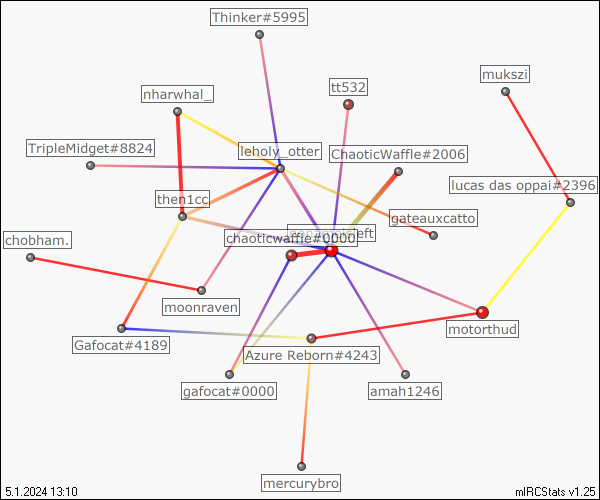 Thinker#5995
mukszi
tt532
nharwhal_
TripleMidget#8824
leholy_otter
ChaoticWaffle#2006
lucas das oppai#2396
then1cc
gateauxcatto
chaoticwaffle#0000
chobham.
moonraven
motorthud
Gafocat#4189
Azure Reborn#4243
gafocat#0000
amah1246
mercurybro
5.1.2024 13:10
mIRCStats v1.25